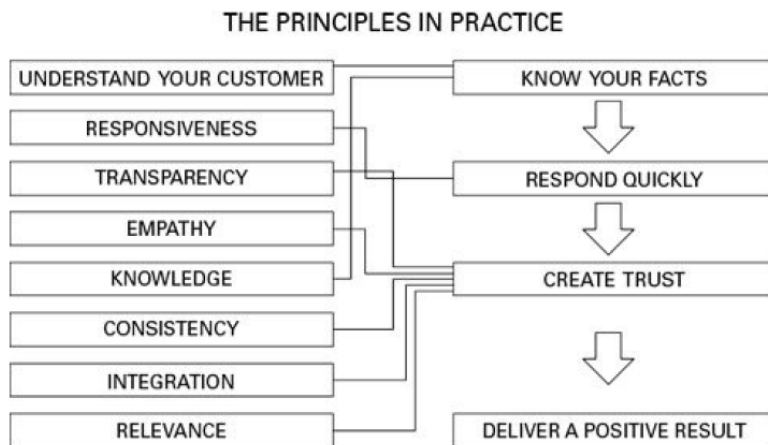 THE PRINCIPLES IN PRACTICE
UNDERSTAND YOUR CUSTOMER
RESPONSIVENESS
TRANSPARENCY
EMPATHY
KNOWLEDGE
CONSISTENCY
INTEGRATION
RELEVANCE
KNOW YOUR FACTS
RESPOND QUICKLY
CREATE TRUST
DELIVER A POSITIVE RESULT